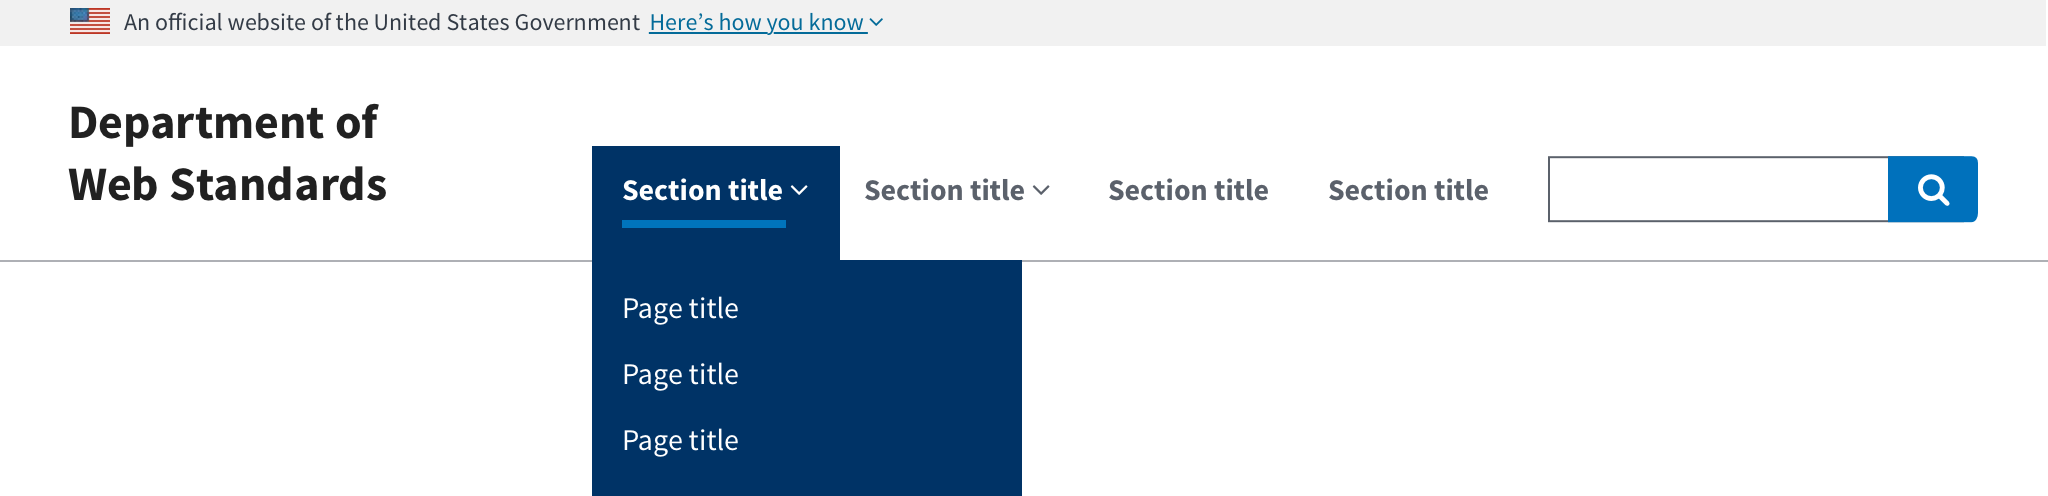 An official website of the United States Government Here’s how you know
Department of
Web Standards
Section title Section title Section title Section title
Page title
Page title
Page title